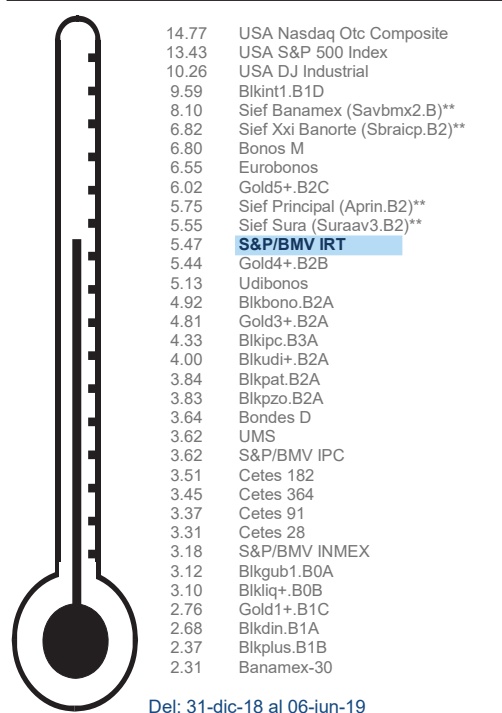 14.77 USA Nasdaq Otc Composite
13.43 USA S&P 500 Index
10.26 USA DJ Industrial
9.59 Blkint1.B1D
8.10 Sief Banamex (Savbmx2.B)**
6.82 Sief Xxi Banorte (Sbraicp.B2)**
6.80 Bonos M
6.55 Eurobonos
6.02 Gold5+.B2C
5.75 Sief Principal (Aprin.B2)**
5.55 Sief Sura (Suraav3.B2)**
5.47 S&P/BMV IRT
5.44 Gold4+.B2B
5.13 Udibonos
4.92 Blkbono.B2A
4.81 Gold3+.B2A
4.33 Blkipc.B3A
4.00 Blkudi+.B2A
3.84 Blkpat.B2A
3.83 Blkpzo.B2A
3.64 Bondes D
3.62 UMS
3.62 S&P/BMV IPC
3.51 Cetes 182
3.45 Cetes 364
3.37 Cetes 91
3.31 Cetes 28
3.18 S&P/BMV INMEX
3.12 Blkgub1.B0A
3.10 Blkliq+.B0B
2.76 Gold1+.B1C
2.68 Blkdin.B1A
2.37 Blkplus.B1B
2.31 Banamex-30
Del: 31-dic-18 al 06-jun-19